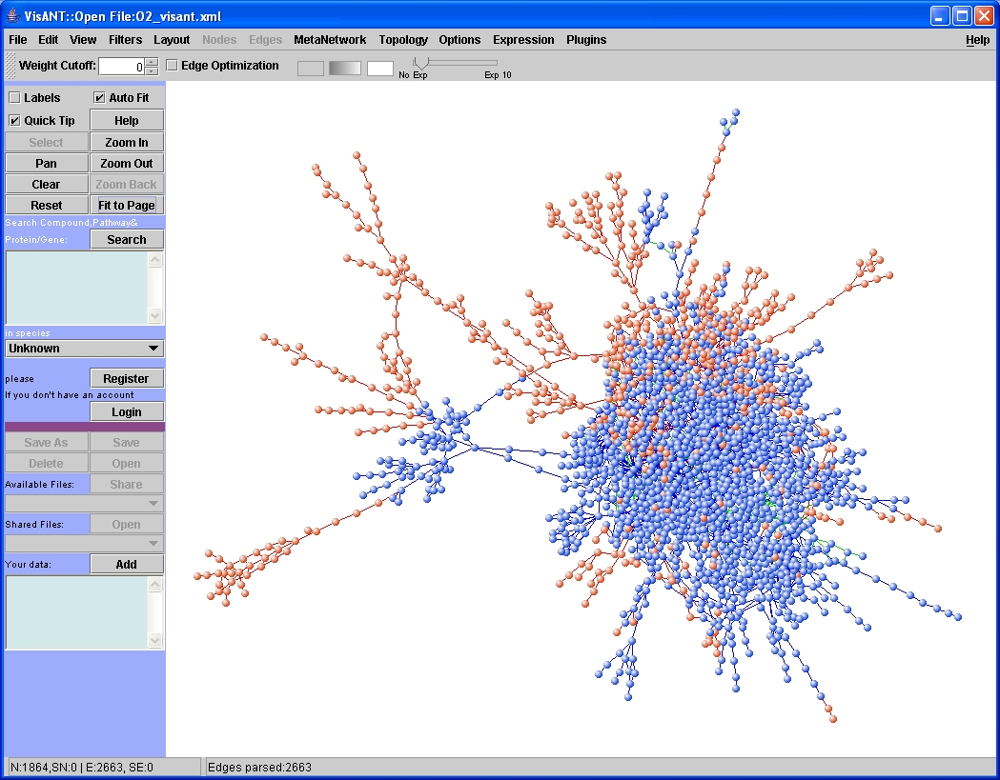 VisANT::Open File:O2_visant.xml
File Edit View Filters Layout Nodes Edges MetaNetwork Topology Options Expression Plugins Help
Weight Cutoff: 0 Edge Optimization
No Exp Exp 10
Labels Auto Fit
Quick Tip Help
Select Zoom In
Pan Zoom Out
Clear Zoom Back
Reset Fit to Page
Search Compound,Pathway&
Protein/Gene: Search
in species
Unknown
please Register
If you don't have an account
Login
Save As Save
Delete Open
Available Files: Share
Shared Files: Open
Your data: Add
N:1864,SN:0 | E:2663, SE:0 Edges parsed:2663